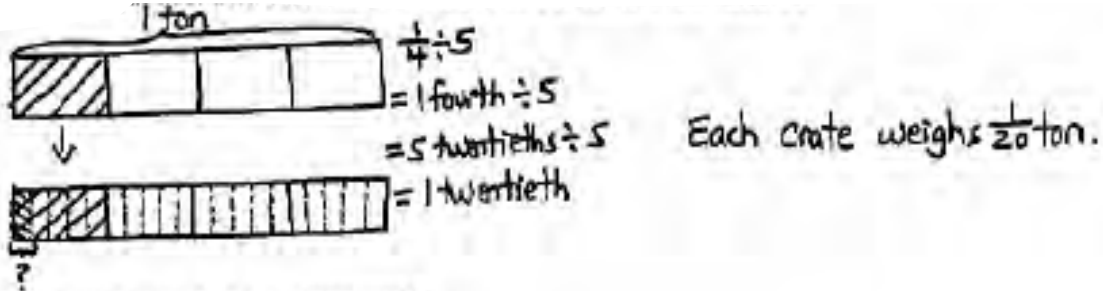 1 ton
1/4 ÷ 5
= 1 fourth ÷ 5
= 5 twentieths ÷ 5
= 1 twentieth
Each crate weighs 1/20 ton.
?